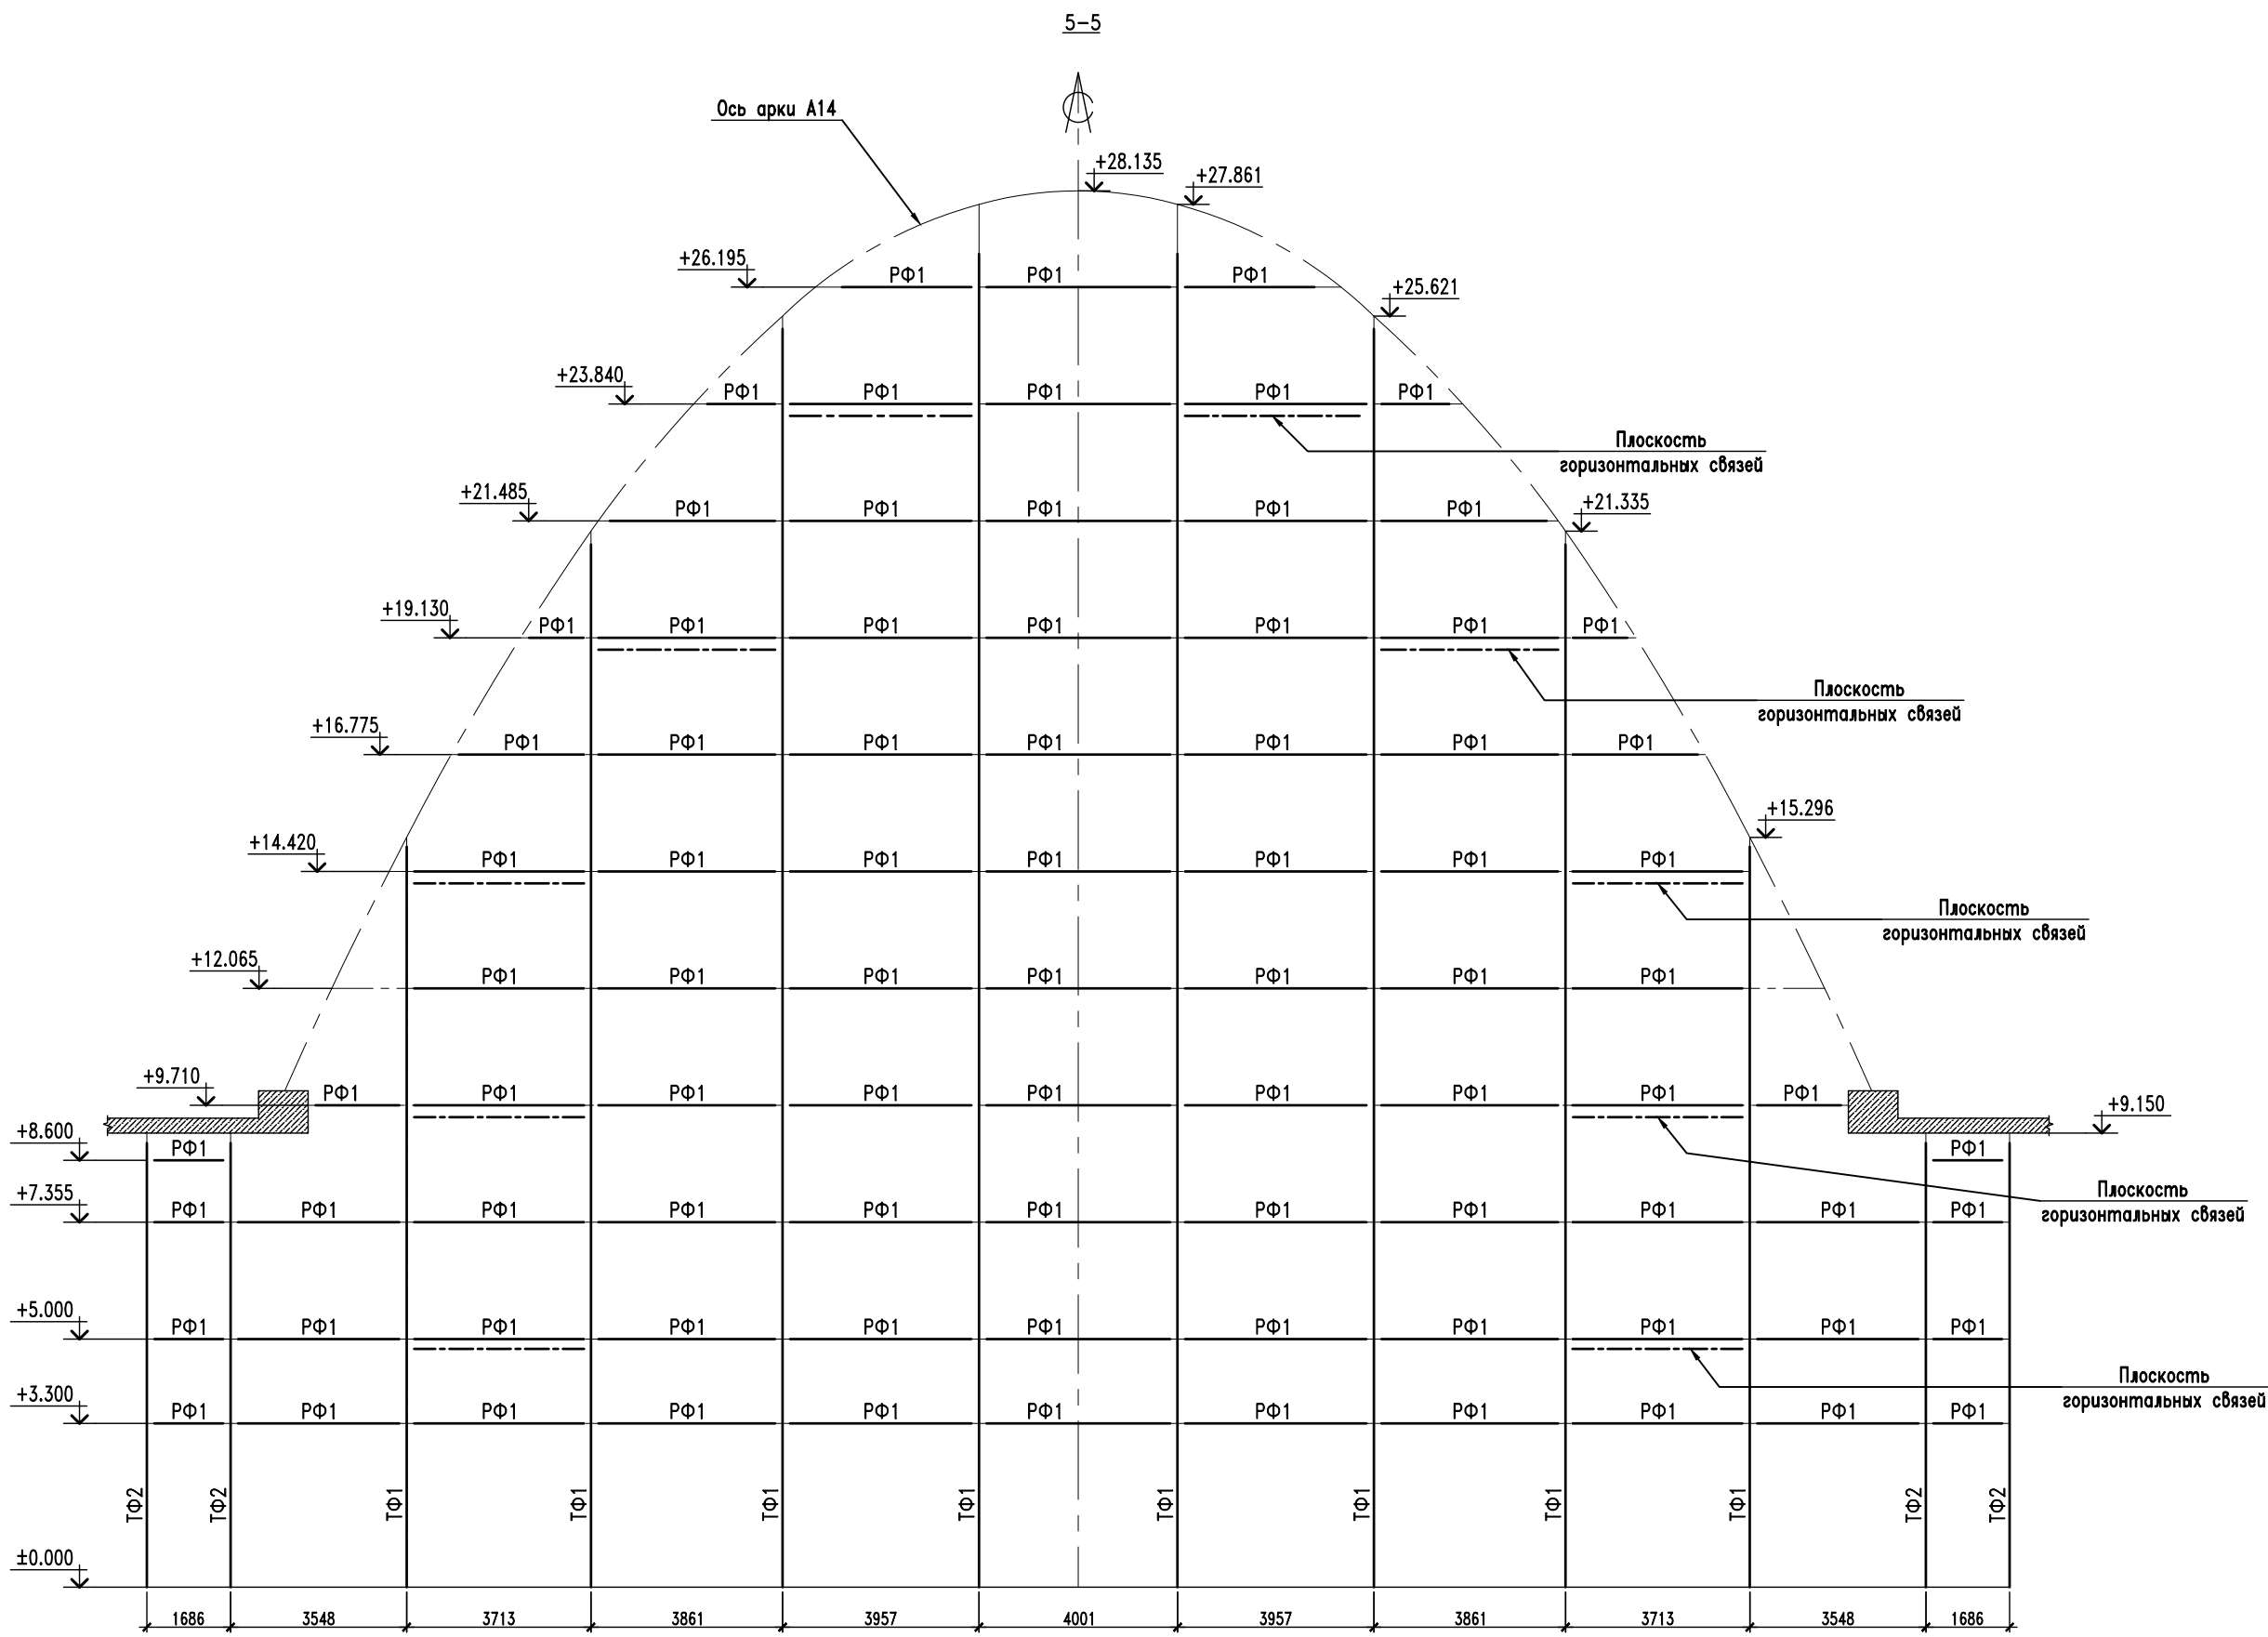 5-5
Ось арки А14
+28.135
+27.861
+26.195
РФ1 РФ1 РФ1
+25.621
+23.840
РФ1 РФ1 РФ1 РФ1 РФ1
Плоскость
горизонтальных связей
+21.485
РФ1 РФ1 РФ1 РФ1 РФ1
+21.335
+19.130
РФ1 РФ1 РФ1 РФ1 РФ1 РФ1 РФ1
Плоскость
горизонтальных связей
+16.775
РФ1 РФ1 РФ1 РФ1 РФ1 РФ1 РФ1
+15.296
+14.420
РФ1 РФ1 РФ1 РФ1 РФ1 РФ1 РФ1
Плоскость
горизонтальных связей
+12.065
РФ1 РФ1 РФ1 РФ1 РФ1 РФ1 РФ1
+9.710
РФ1 РФ1 РФ1 РФ1 РФ1 РФ1 РФ1 РФ1 РФ1
+9.150
+8.600
РФ1 РФ1
Плоскость
горизонтальных связей
+7.355
РФ1 РФ1 РФ1 РФ1 РФ1 РФ1 РФ1 РФ1 РФ1 РФ1 РФ1
+5.000
РФ1 РФ1 РФ1 РФ1 РФ1 РФ1 РФ1 РФ1 РФ1 РФ1 РФ1
Плоскость
горизонтальных связей
+3.300
РФ1 РФ1 РФ1 РФ1 РФ1 РФ1 РФ1 РФ1 РФ1 РФ1 РФ1
ТФ2 ТФ2 ТФ1 ТФ1 ТФ1 ТФ1 ТФ1 ТФ1 ТФ1 ТФ1 ТФ2 ТФ2
±0.000
1686 3548 3713 3861 3957 4001 3957 3861 3713 3548 1686